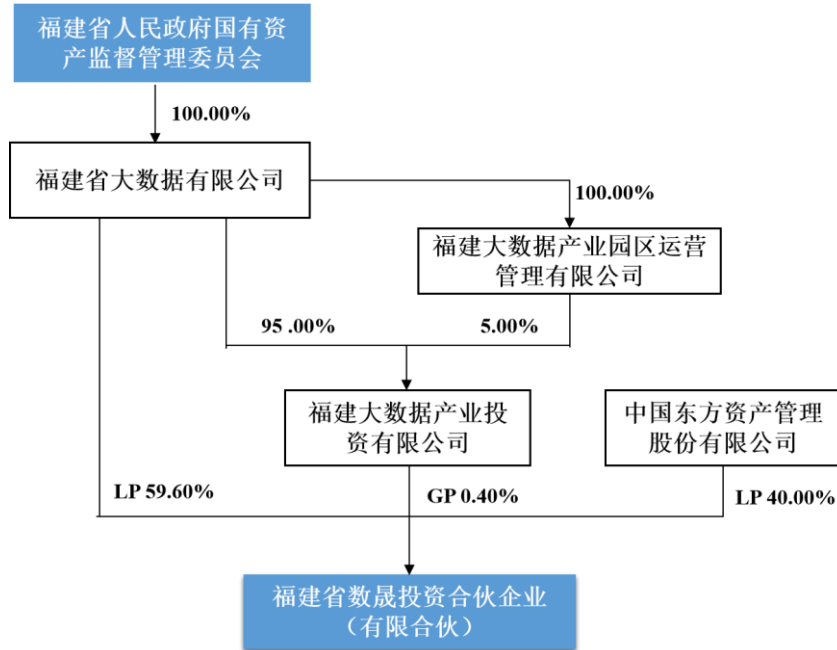 福建省人民政府国有资
产监督管理委员会
100.00%
福建省大数据有限公司
100.00%
福建大数据产业园区运营
管理有限公司
95 .00%
5.00%
福建大数据产业投
资有限公司
中国东方资产管理
股份有限公司
LP 59.60%
GP 0.40%
LP 40.00%
福建省数晟投资合伙企业
（有限合伙）